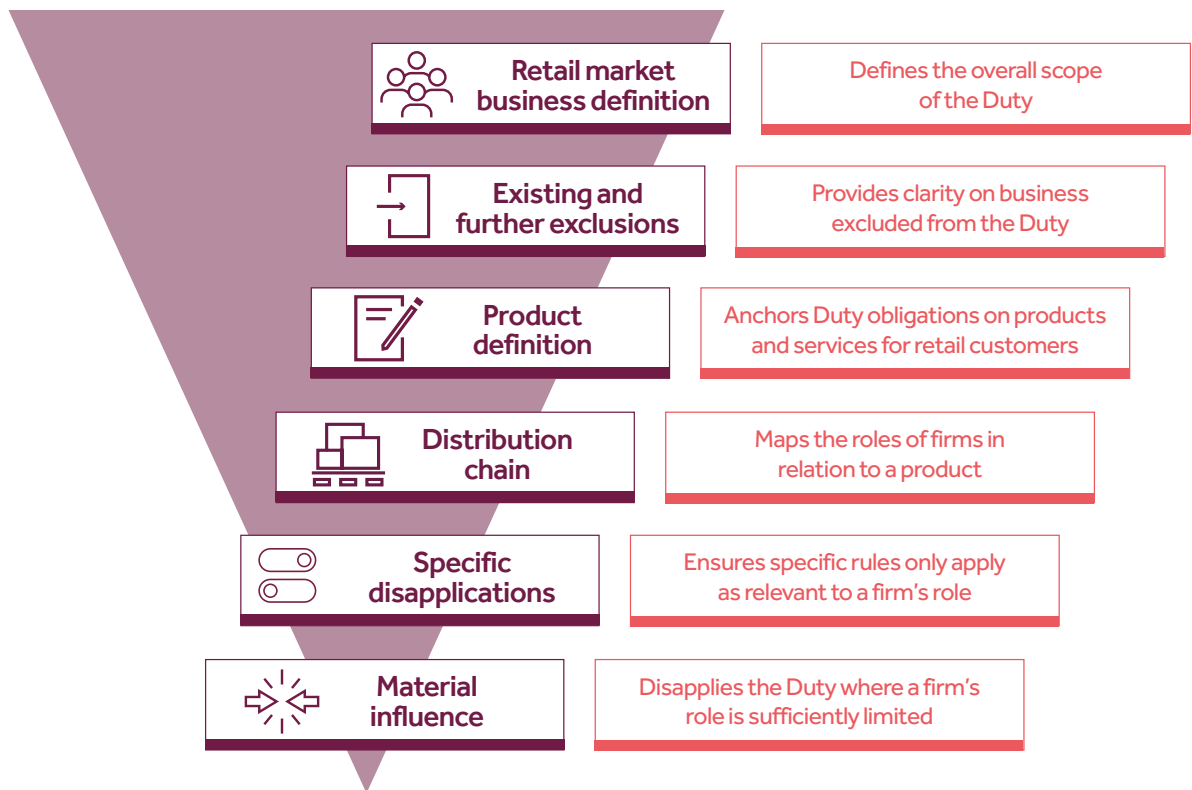 Retail market
business definition
Defines the overall scope
of the Duty
Existing and
further exclusions
Provides clarity on business
excluded from the Duty
Product
definition
Anchors Duty obligations on products
and services for retail customers
Distribution
chain
Maps the roles of firms in
relation to a product
Specific
disapplications
Ensures specific rules only apply
as relevant to a firm’s role
Material
influence
Disapplies the Duty where a firm’s
role is sufficiently limited